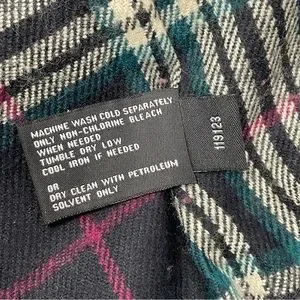 MACHINE WASH COLD SEPARATELY
ONLY NON-CHLORINE BLEACH
WHEN NEEDED
TUMBLE DRY LOW
COOL IRON IF NEEDED
OR
DRY CLEAN WITH PETROLEUM
SOLVENT ONLY
119123